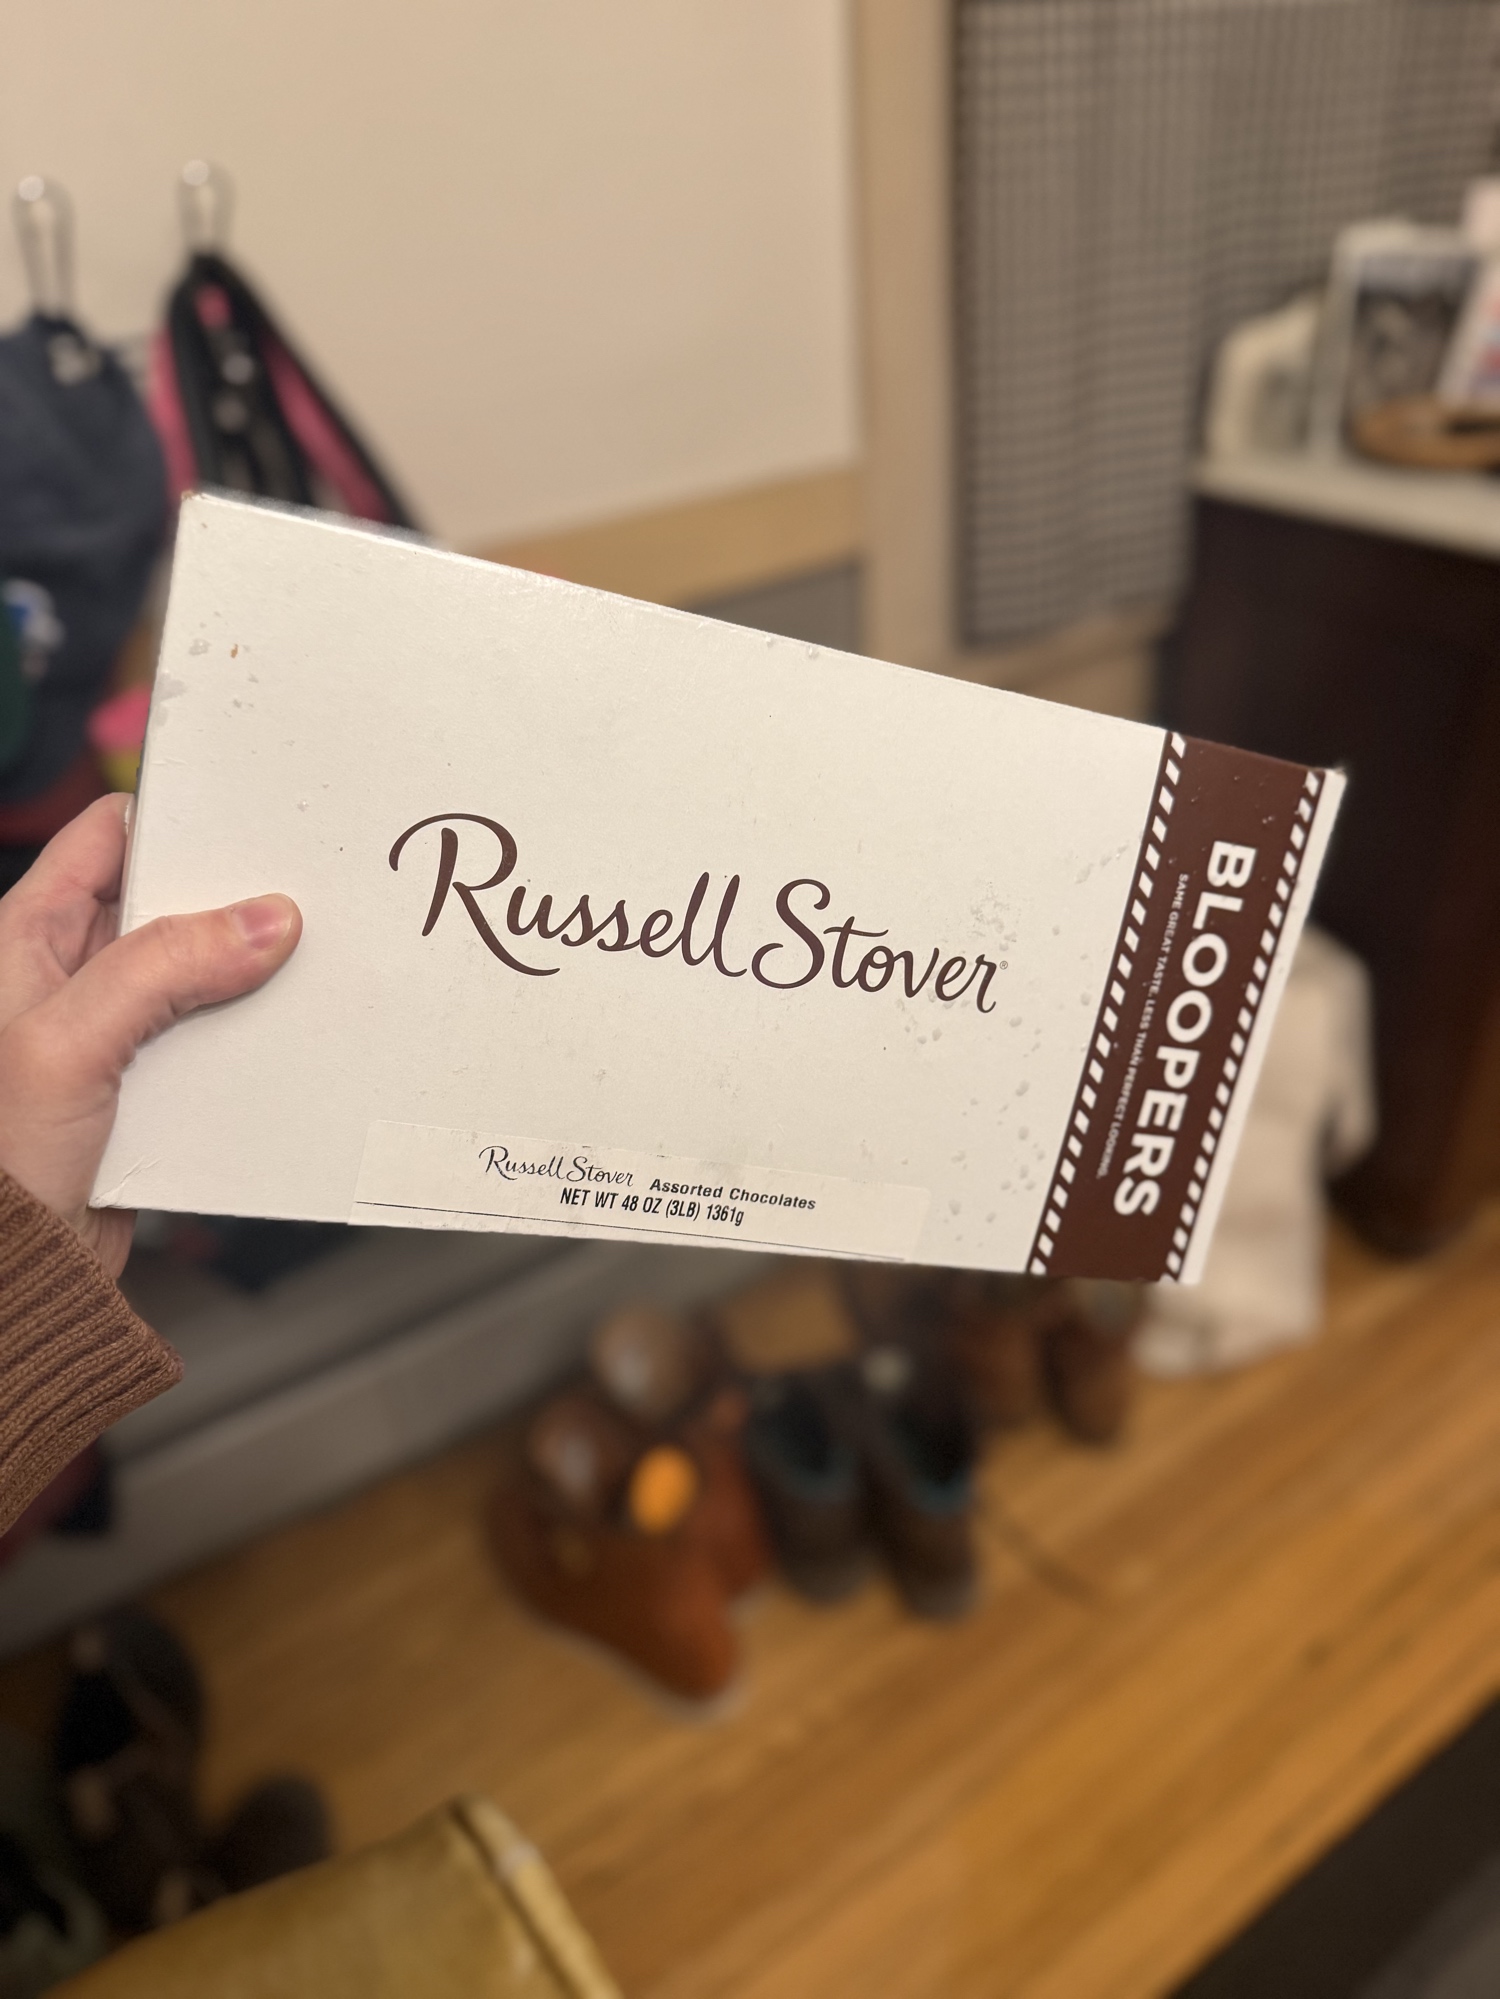 Russell Stover®
Russell Stover Assorted Chocolates
NET WT 48 OZ (3LB) 1361g
BLOOPERS
SAME GREAT TASTE, LESS THAN PERFECT LOOKING.